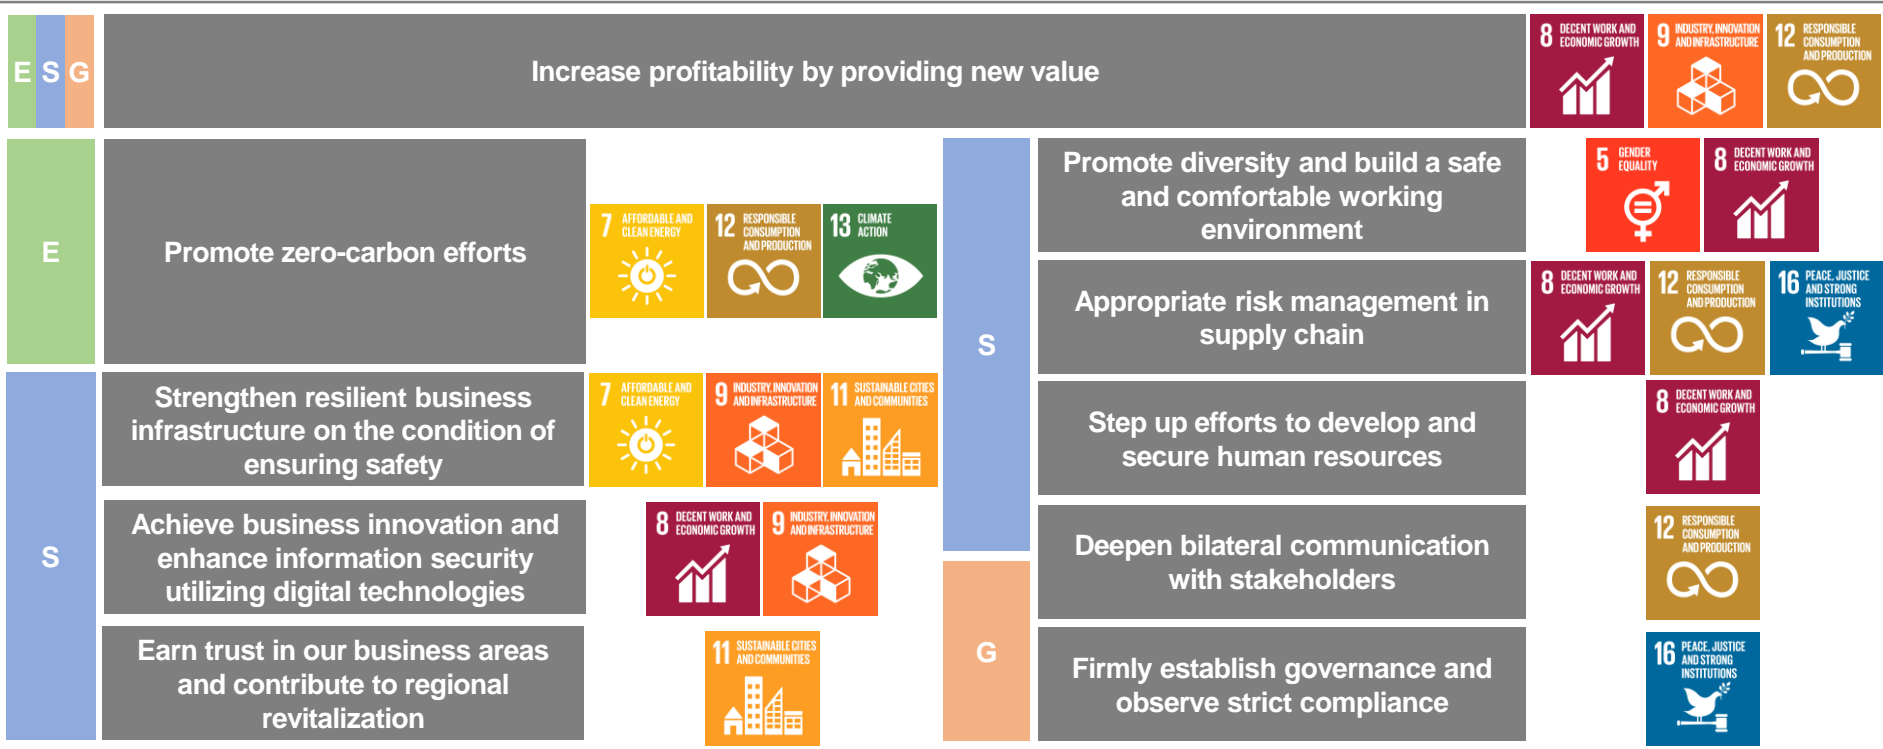 E S G
Increase profitability by providing new value
8 DECENT WORK AND
ECONOMIC GROWTH
9 INDUSTRY, INNOVATION
AND INFRASTRUCTURE
12 RESPONSIBLE
CONSUMPTION
AND PRODUCTION
E
Promote zero-carbon efforts
7 AFFORDABLE AND
CLEAN ENERGY
12 RESPONSIBLE
CONSUMPTION
AND PRODUCTION
13 CLIMATE
ACTION
S
Strengthen resilient business
infrastructure on the condition of
ensuring safety
7 AFFORDABLE AND
CLEAN ENERGY
9 INDUSTRY, INNOVATION
AND INFRASTRUCTURE
11 SUSTAINABLE CITIES
AND COMMUNITIES
Achieve business innovation and
enhance information security
utilizing digital technologies
8 DECENT WORK AND
ECONOMIC GROWTH
9 INDUSTRY, INNOVATION
AND INFRASTRUCTURE
Earn trust in our business areas
and contribute to regional
revitalization
11 SUSTAINABLE CITIES
AND COMMUNITIES
S
Promote diversity and build a safe
and comfortable working
environment
5 GENDER
EQUALITY
8 DECENT WORK AND
ECONOMIC GROWTH
Appropriate risk management in
supply chain
8 DECENT WORK AND
ECONOMIC GROWTH
12 RESPONSIBLE
CONSUMPTION
AND PRODUCTION
16 PEACE, JUSTICE
AND STRONG
INSTITUTIONS
Step up efforts to develop and
secure human resources
8 DECENT WORK AND
ECONOMIC GROWTH
Deepen bilateral communication
with stakeholders
12 RESPONSIBLE
CONSUMPTION
AND PRODUCTION
G
Firmly establish governance and
observe strict compliance
16 PEACE, JUSTICE
AND STRONG
INSTITUTIONS